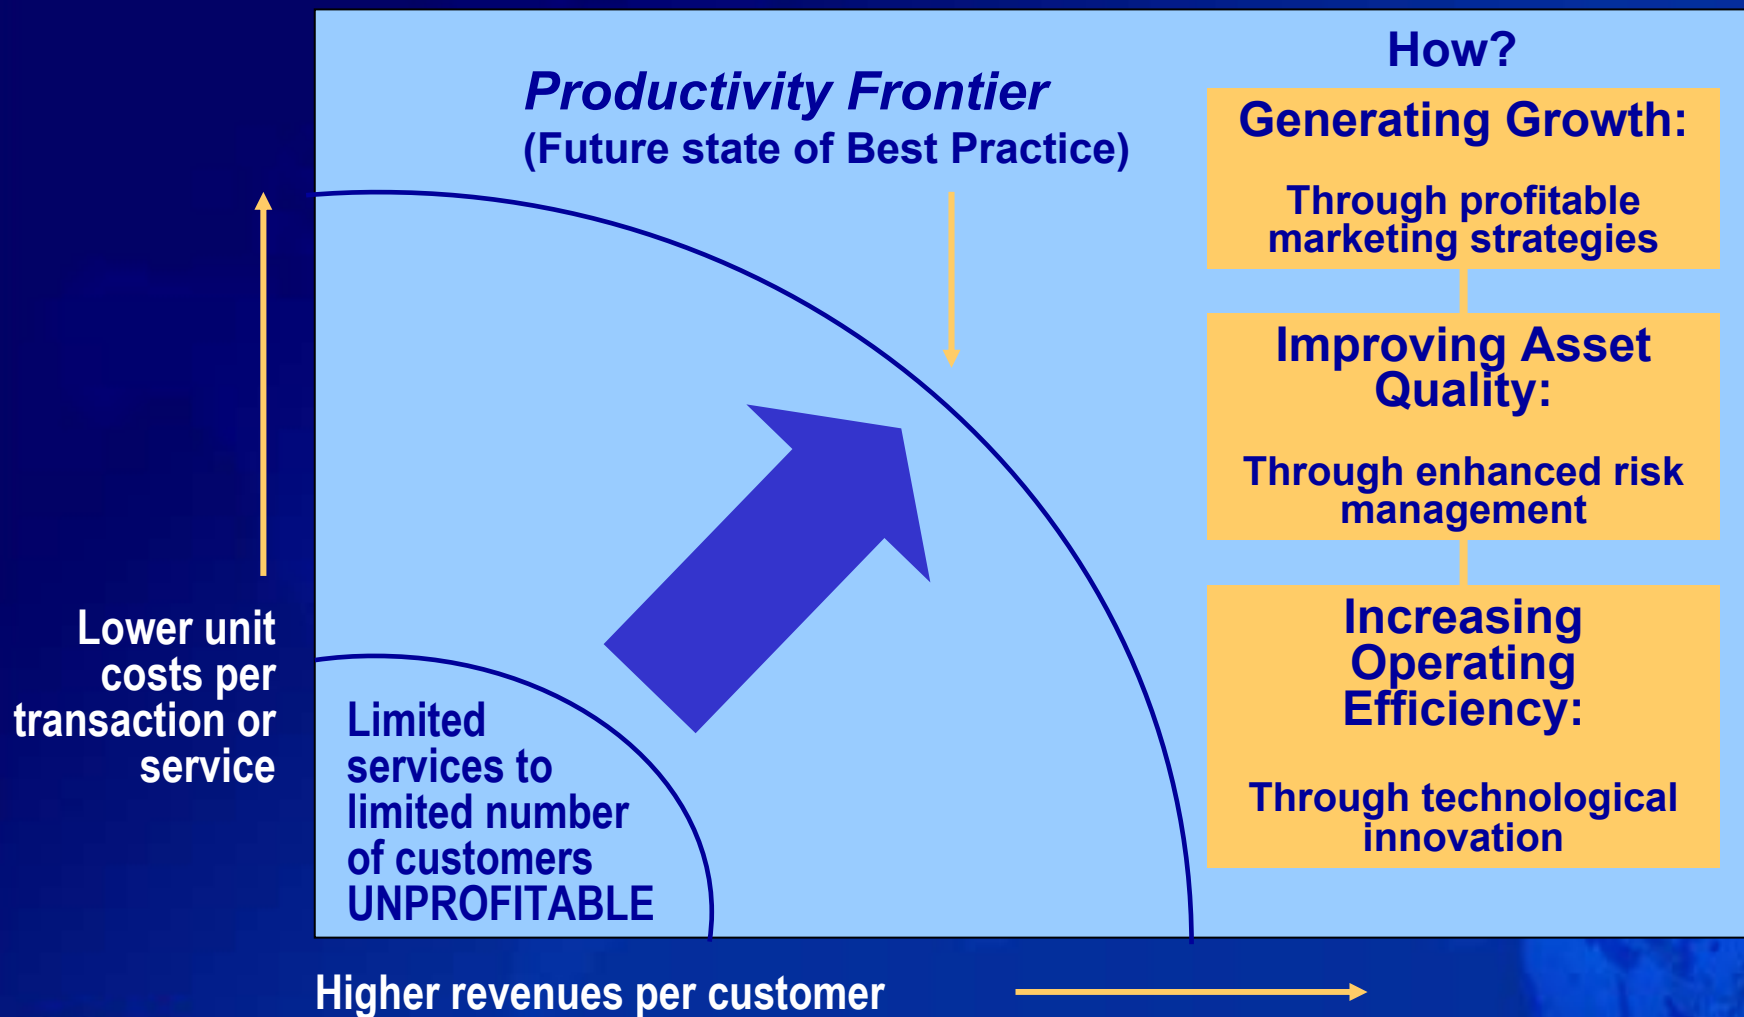 How?
Productivity Frontier
(Future state of Best Practice)
Generating Growth:
Through profitable
marketing strategies
Improving Asset
Quality:
Through enhanced risk
management
Increasing
Operating
Efficiency:
Through technological
innovation
Lower unit
costs per
transaction or
service
Limited
services to
limited number
of customers
UNPROFITABLE
Higher revenues per customer